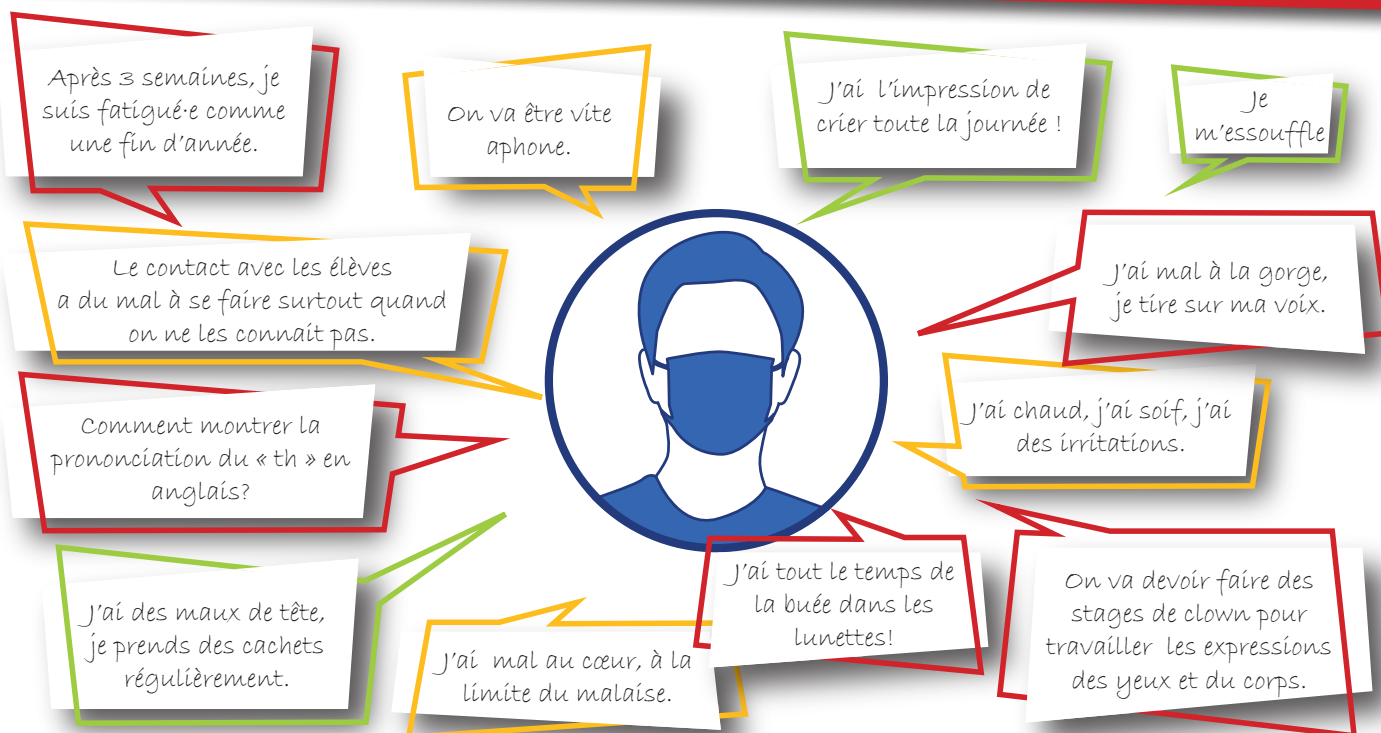 Après 3 semaines, je
suis fatigué·e comme
une fin d'année.
On va être vite
aphone.
J'ai l'impression de
crier toute la journée !
Je
m'essouffle
Le contact avec les élèves
a du mal à se faire surtout quand
on ne les connait pas.
J'ai mal à la gorge,
je tire sur ma voix.
Comment montrer la
prononciation du « th » en
anglais?
J'ai chaud, j'ai soif, j'ai
des irritations.
J'ai des maux de tête,
je prends des cachets
régulièrement.
J'ai mal au cœur, à la
limite du malaise.
J'ai tout le temps de
la buée dans les
lunettes!
On va devoir faire des
stages de clown pour
travailler les expressions
des yeux et du corps.